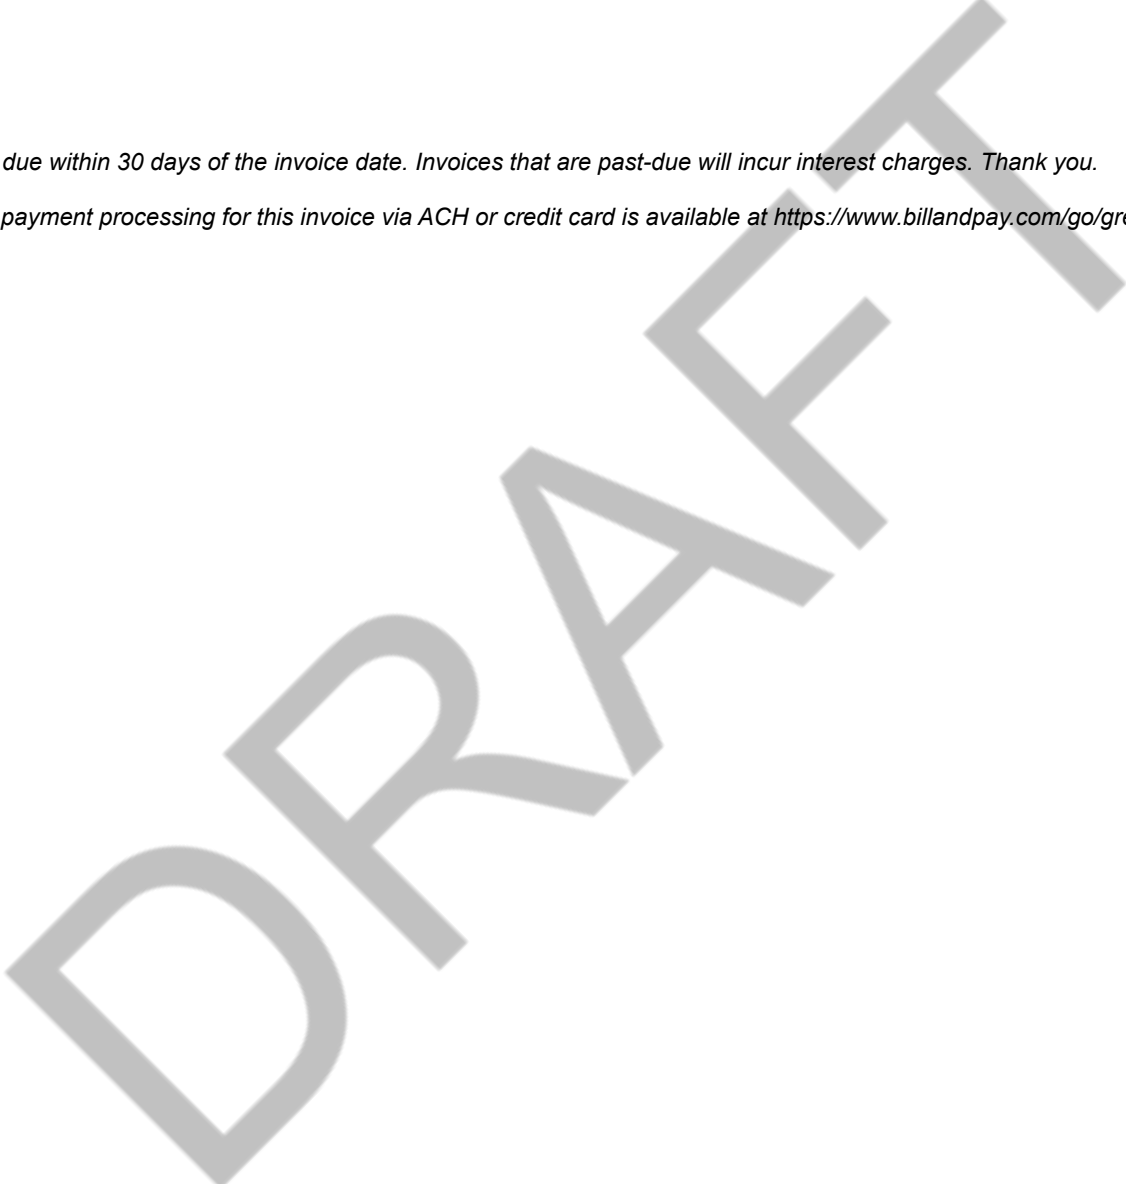 due within 30 days of the invoice date. Invoices that are past-due will incur interest charges. Thank you.
payment processing for this invoice via ACH or credit card is available at https://www.billandpay.com/go/gre
DRAFT